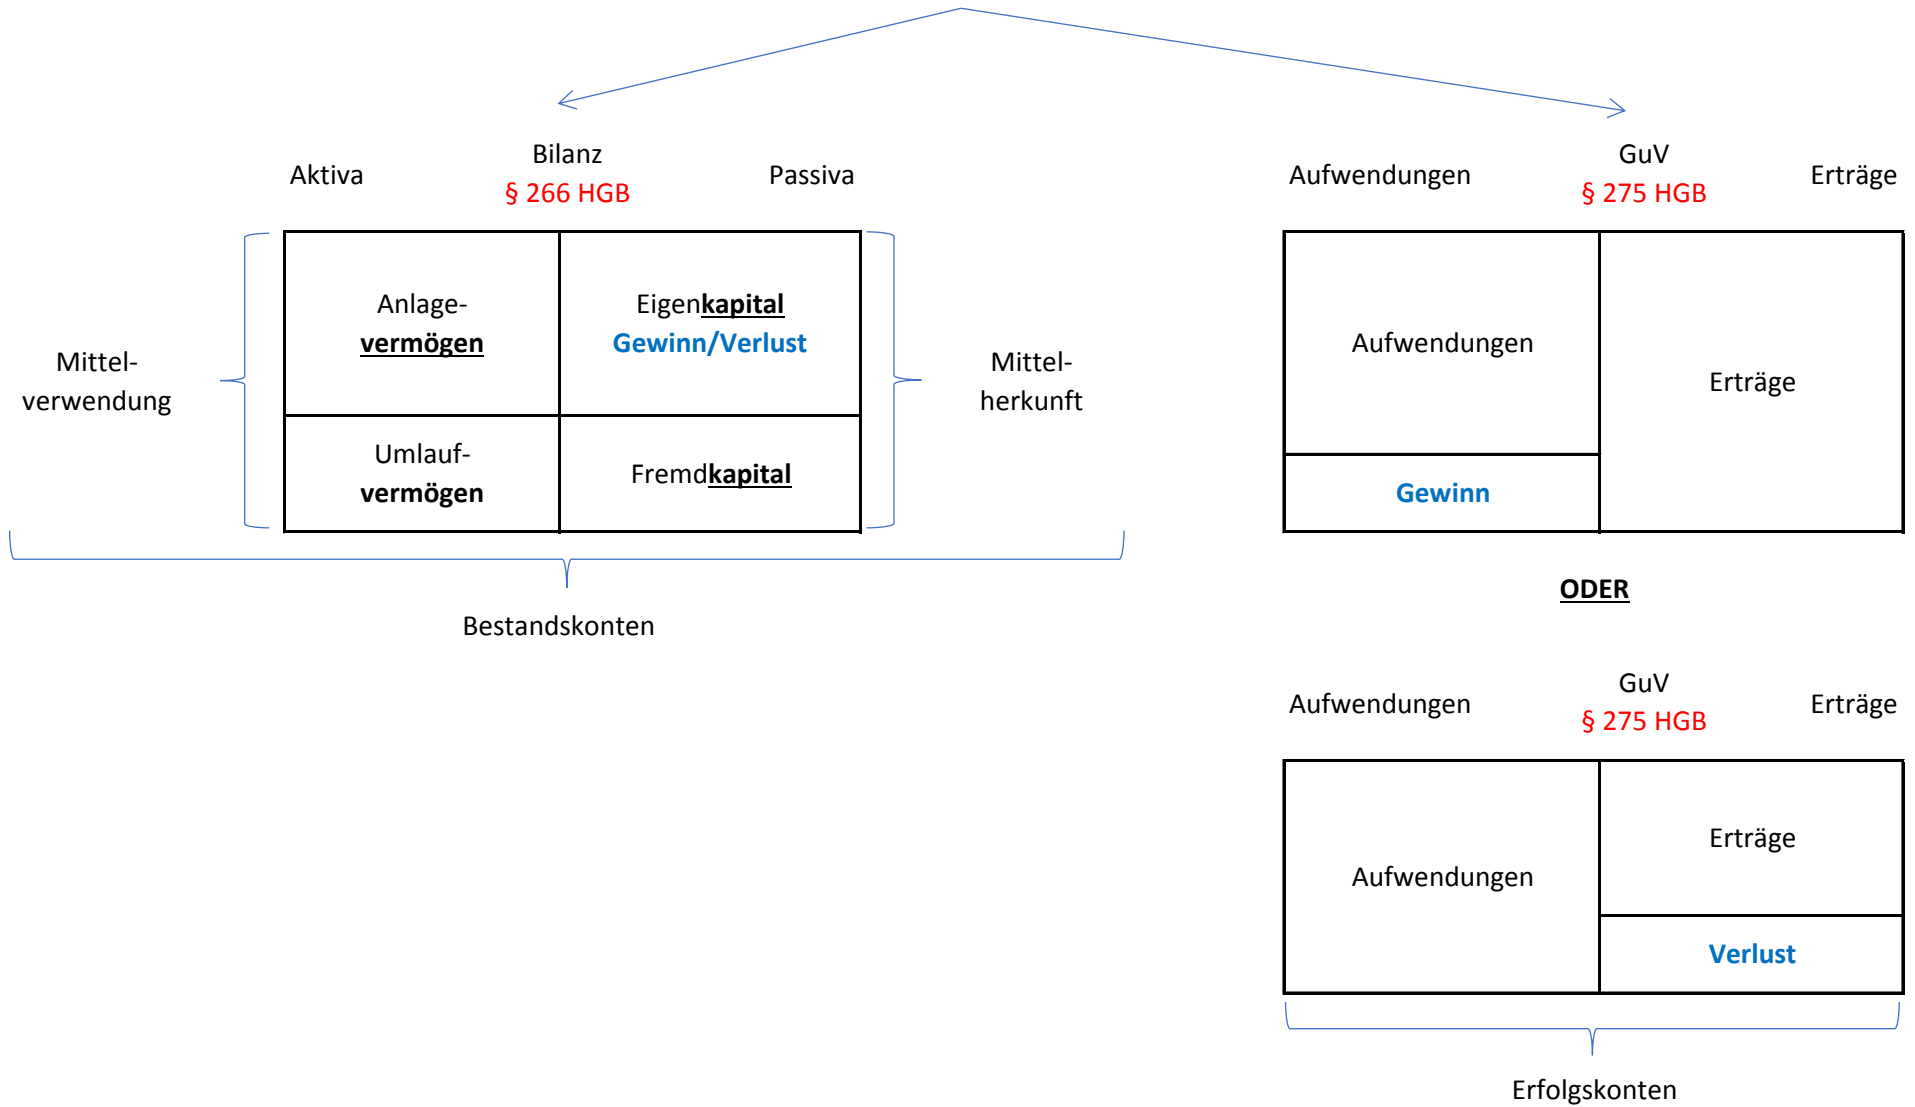 Aktiva
Bilanz
§ 266 HGB
Passiva
Mittel-
verwendung
Anlage-
vermögen
Eigenkapital
Gewinn/Verlust
Umlauf-
vermögen
Fremdkapital
Mittel-
herkunft
Bestandskonten
Aufwendungen
GuV
§ 275 HGB
Erträge
Aufwendungen
Erträge
Gewinn
ODER
Aufwendungen
GuV
§ 275 HGB
Erträge
Aufwendungen
Erträge
Verlust
Erfolgskonten